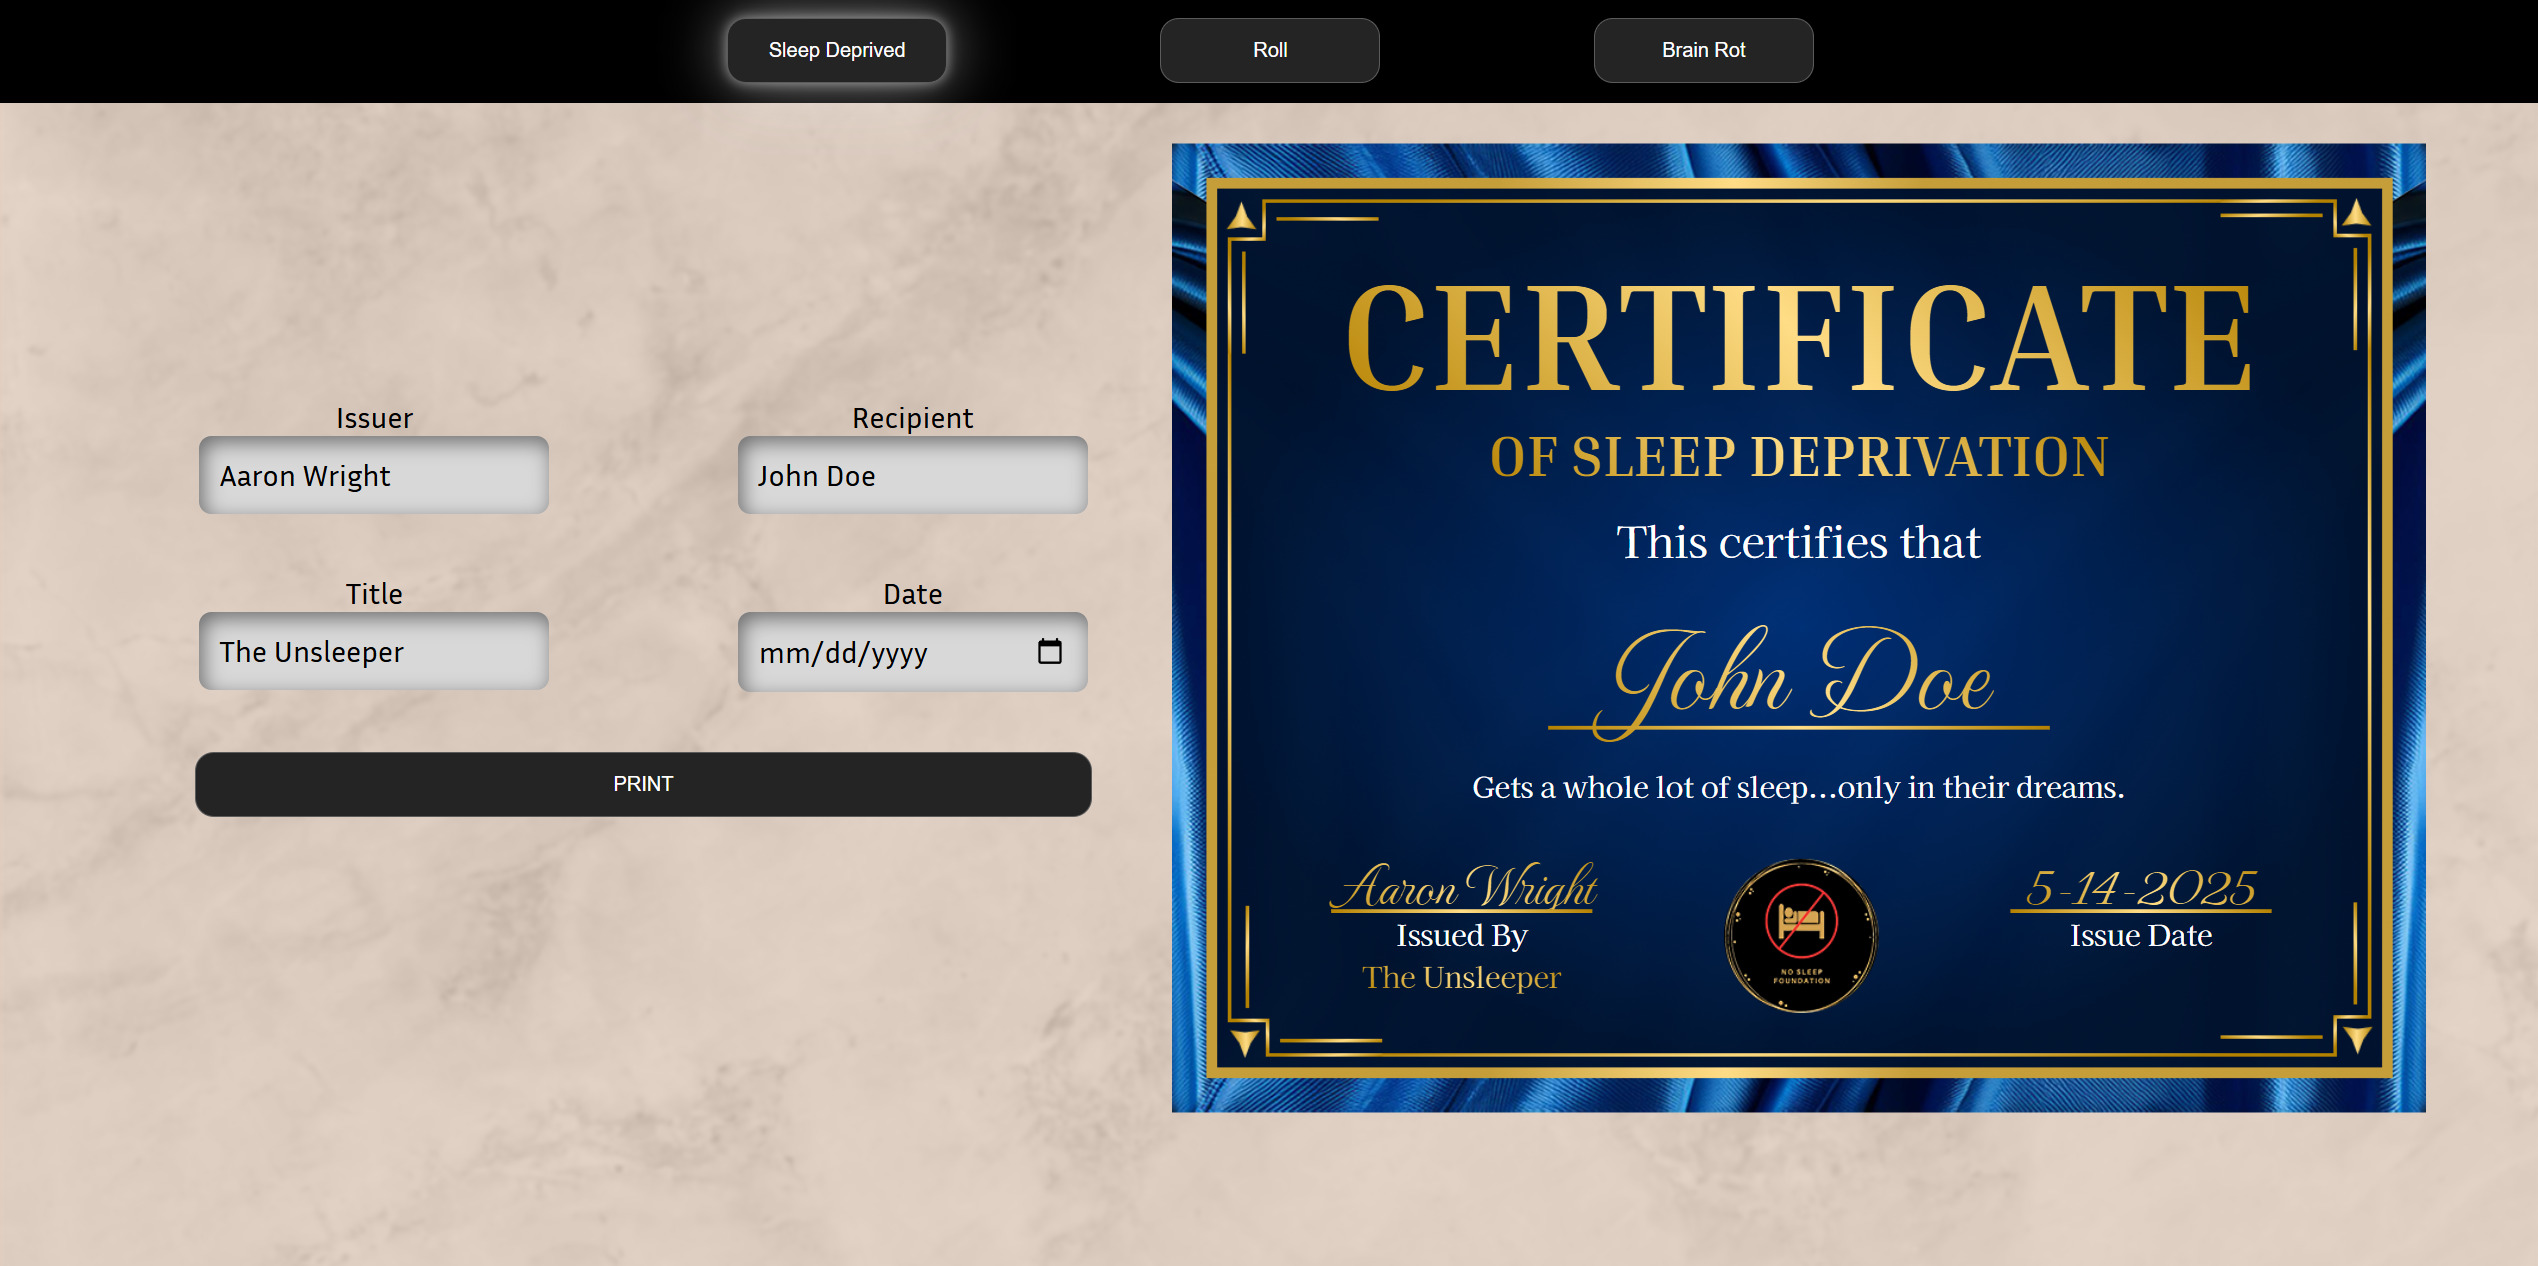 Sleep Deprived
Roll
Brain Rot
Issuer
Aaron Wright
Recipient
John Doe
Title
The Unsleeper
Date
mm/dd/yyyy
PRINT
CERTIFICATE
OF SLEEP DEPRIVATION
This certifies that
John Doe
Gets a whole lot of sleep...only in their dreams.
Aaron Wright
Issued By
The Unsleeper
NO SLEEP
FOUNDATION
5-14-2025
Issue Date